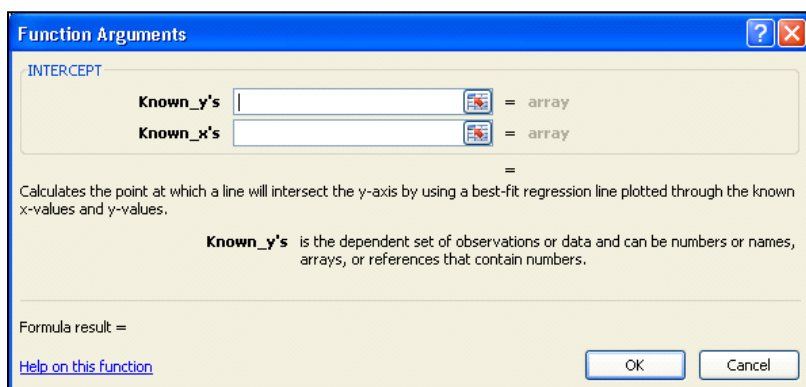 Function Arguments
INTERCEPT
Known_y's = array
Known_x's = array
=
Calculates the point at which a line will intersect the y-axis by using a best-fit regression line plotted through the known
x-values and y-values.
Known_y's is the dependent set of observations or data and can be numbers or names,
arrays, or references that contain numbers.
Formula result =
Help on this function
OK Cancel